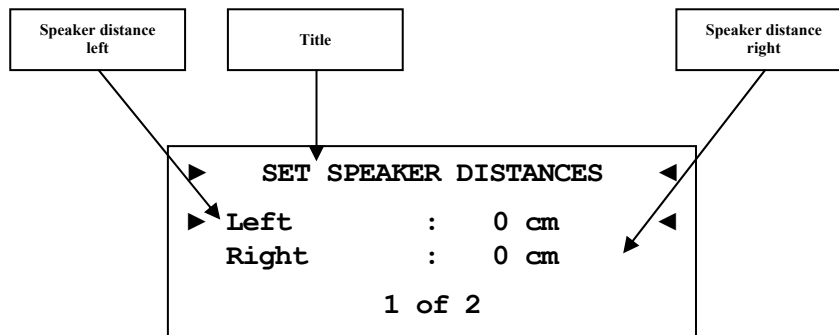 Speaker distance
left
Title
Speaker distance
right
► SET SPEAKER DISTANCES ◄
► Left : 0 cm ◄
Right : 0 cm
1 of 2